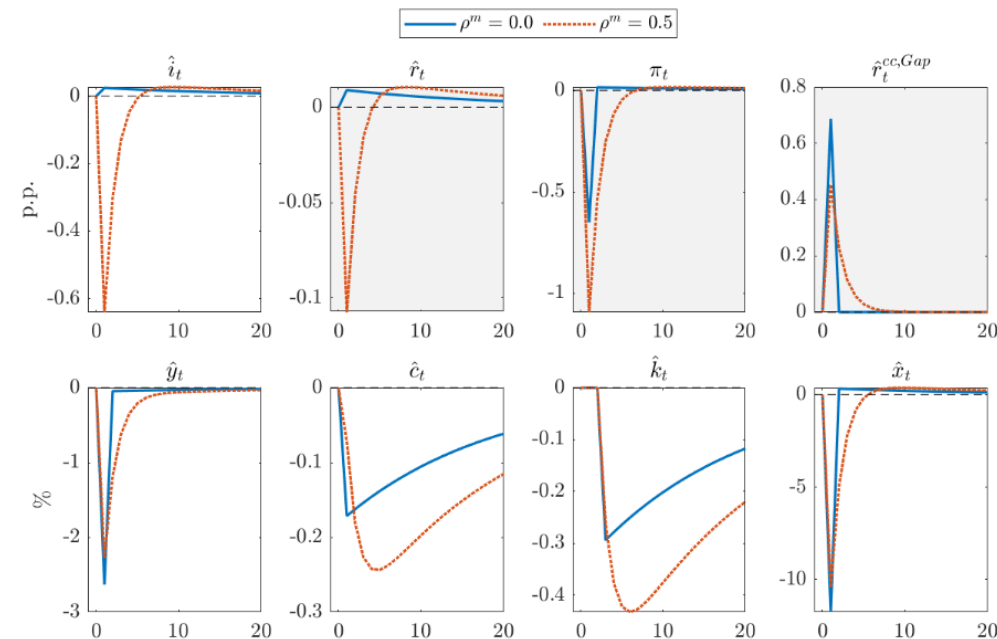 ρ^m = 0.0 ρ^m = 0.5
î_t r̂_t π_t r̂_t^{cc,Gap}
p.p.
0 -0.2 -0.4 -0.6
0 -0.05 -0.1
0 -0.5 -1
0.8 0.6 0.4 0.2 0
0 10 20 0 10 20 0 10 20 0 10 20
ŷ_t ĉ_t k̂_t x̂_t
%
0 -1 -2 -3
0 -0.1 -0.2 -0.3
0 -0.1 -0.2 -0.3 -0.4
0 -5 -10
0 10 20 0 10 20 0 10 20 0 10 20